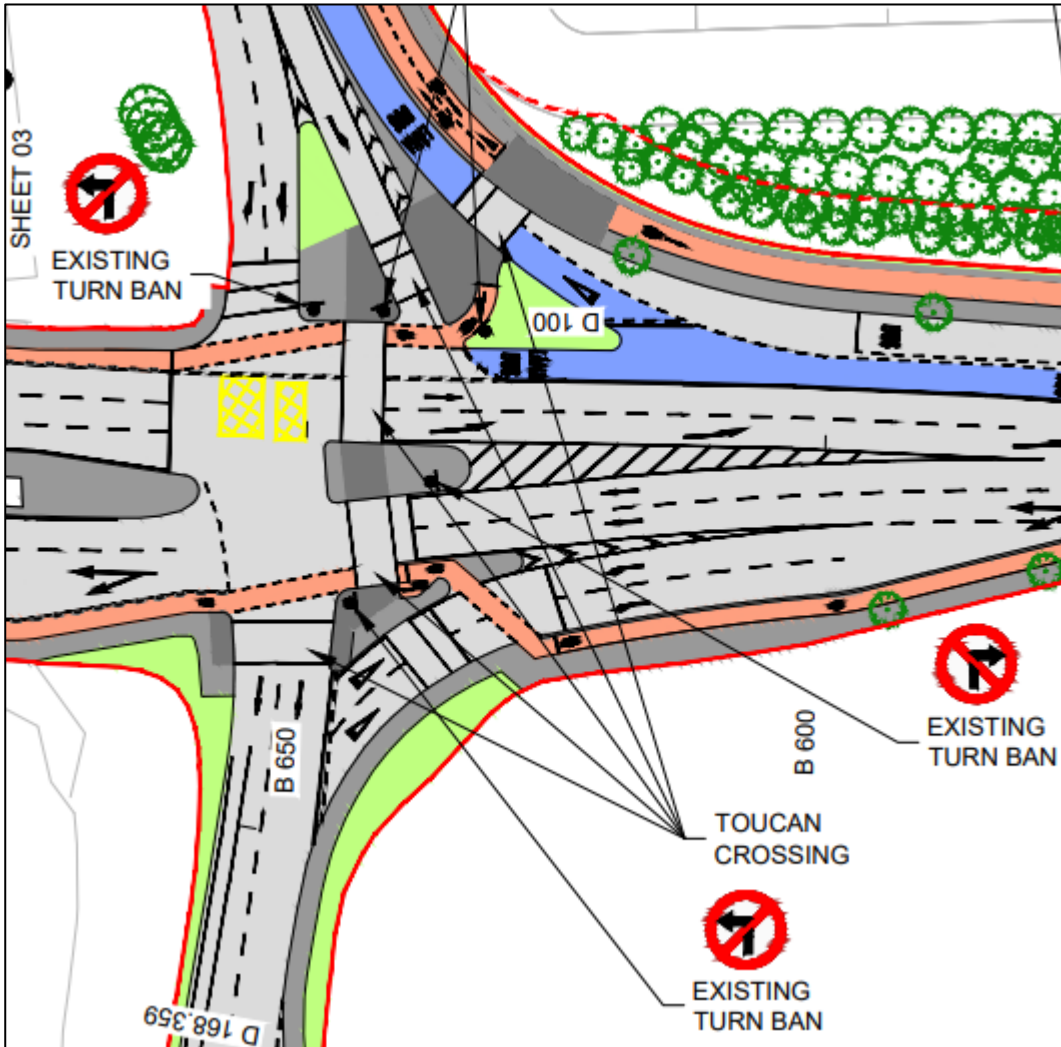 SHEET 03
EXISTING
TURN BAN
D 100
B 650
B 600
EXISTING
TURN BAN
TOUCAN
CROSSING
EXISTING
TURN BAN
D 168.359